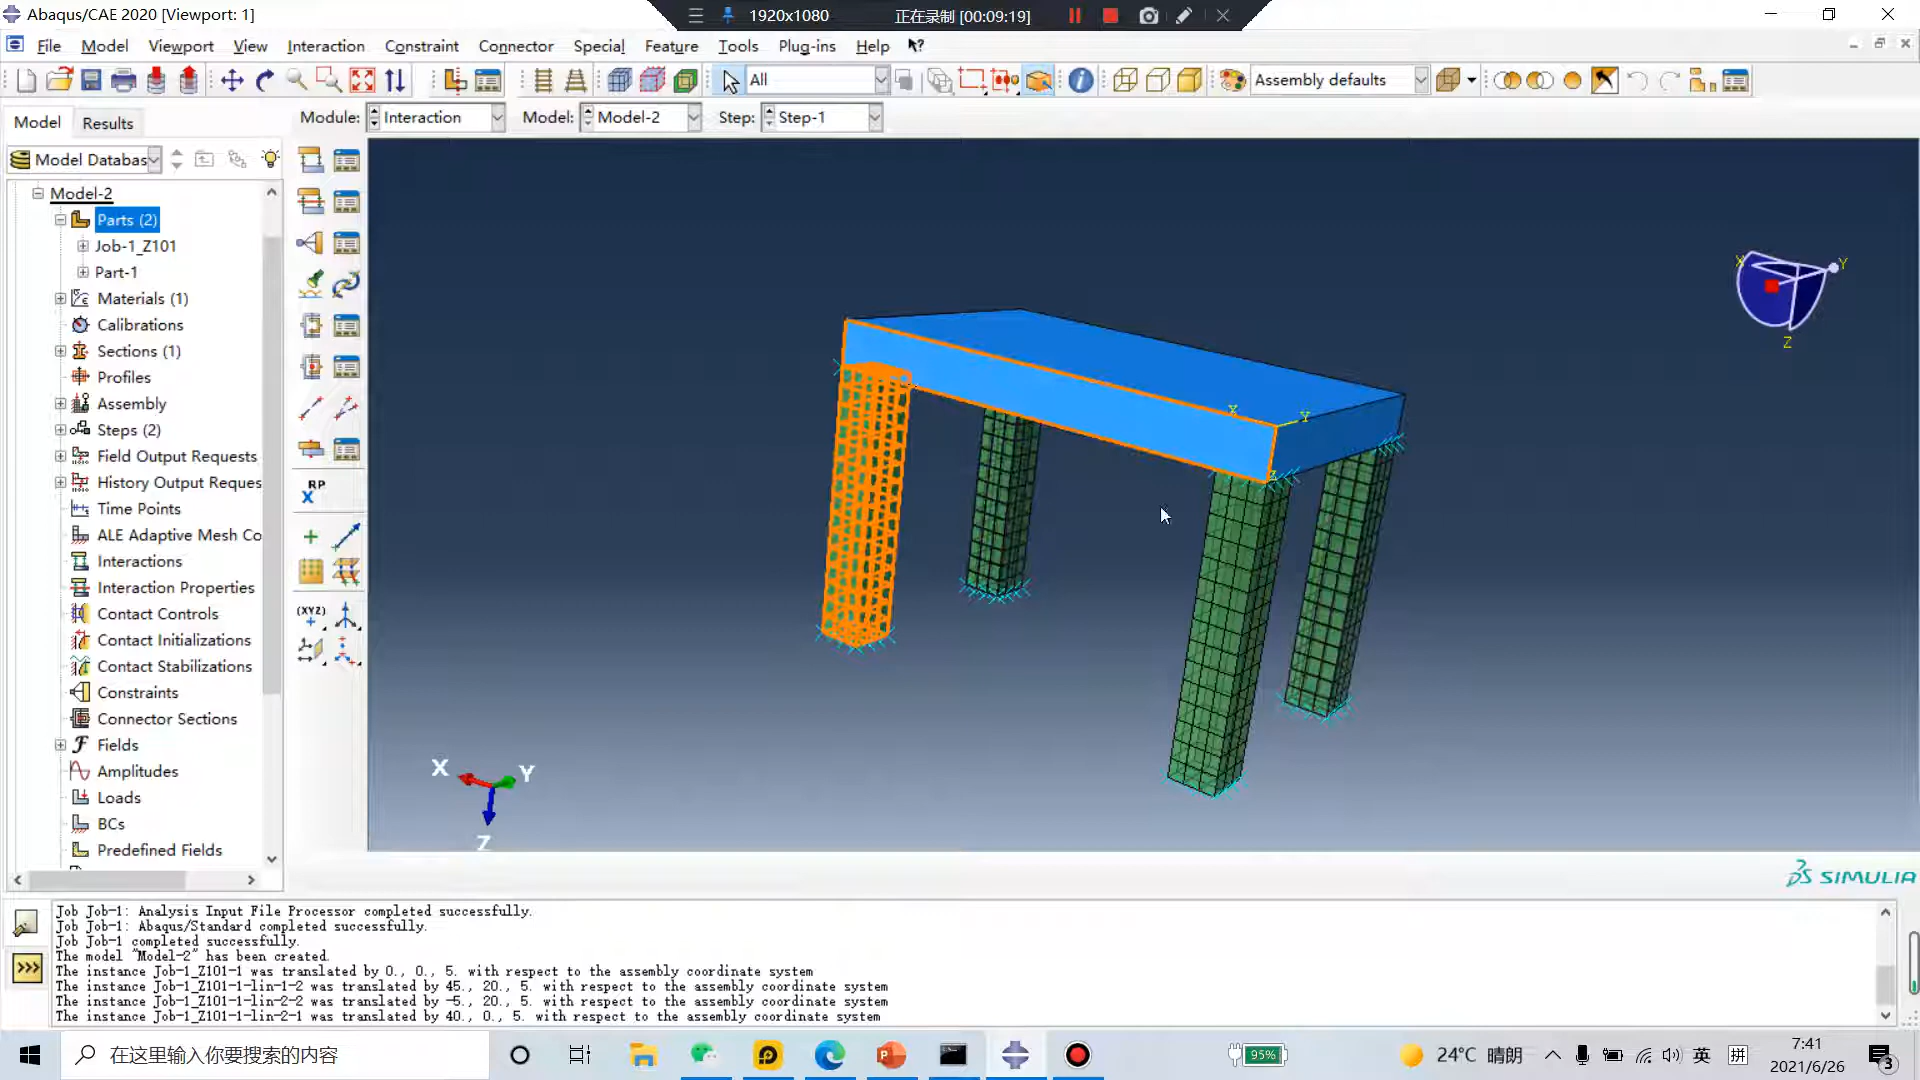 Abaqus/CAE 2020 [Viewport: 1]
1920x1080
正在录制 [00:09:19]
File Model Viewport View Interaction Constraint Connector Special Feature Tools Plug-ins Help
All
Assembly defaults
Model Results
Module: Interaction Model: Model-2 Step: Step-1
Model Databas
Model-2
Parts (2)
Job-1_Z101
Part-1
Materials (1)
Calibrations
Sections (1)
Profiles
Assembly
Steps (2)
Field Output Requests
History Output Reques
Time Points
ALE Adaptive Mesh Co
Interactions
Interaction Properties
Contact Controls
Contact Initializations
Contact Stabilizations
Constraints
Connector Sections
Fields
Amplitudes
Loads
BCs
Predefined Fields
RP
(XYZ)
X Y
Z
X Y
Z
X Y
SIMULIA
Job Job-1: Analysis Input File Processor completed successfully.
Job Job-1: Abaqus/Standard completed successfully.
Job Job-1 completed successfully.
The model "Model-2" has been created.
The instance Job-1_Z101-1 was translated by 0., 0., 5. with respect to the assembly coordinate system
The instance Job-1_Z101-1-lin-1-2 was translated by 45., 20., 5. with respect to the assembly coordinate system
The instance Job-1_Z101-1-lin-2-2 was translated by -5., 20., 5. with respect to the assembly coordinate system
The instance Job-1_Z101-1-lin-2-1 was translated by 40., 0., 5. with respect to the assembly coordinate system
在这里输入你要搜索的内容
95%
24°C 晴朗
英
拼
7:41
2021/6/26
3